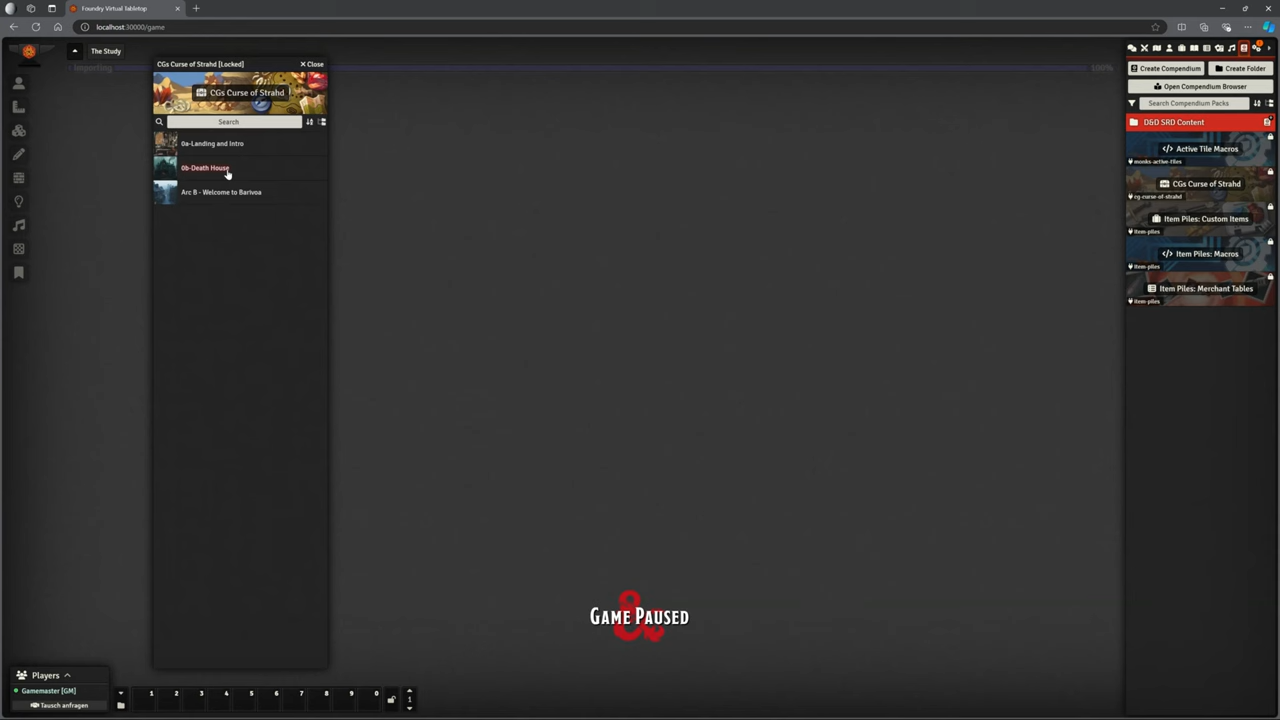 Foundry Virtual Tabletop
localhost:30000/game
The Study
Importing
100%
CGs Curse of Strahd [Locked]
Close
CGs Curse of Strahd
Search
0a-Landing and Intro
0b-Death House
Arc B - Welcome to Barivoa
Create Compendium
Create Folder
Open Compendium Browser
Search Compendium Packs
D&D SRD Content
Active Tile Macros
monks-active-tiles
CGs Curse of Strahd
cg-curse-of-strahd
Item Piles: Custom Items
item-piles
Item Piles: Macros
item-piles
Item Piles: Merchant Tables
item-piles
GAME PAUSED
Players
Gamemaster [GM]
Tausch anfragen
1 2 3 4 5 6 7 8 9 0
1